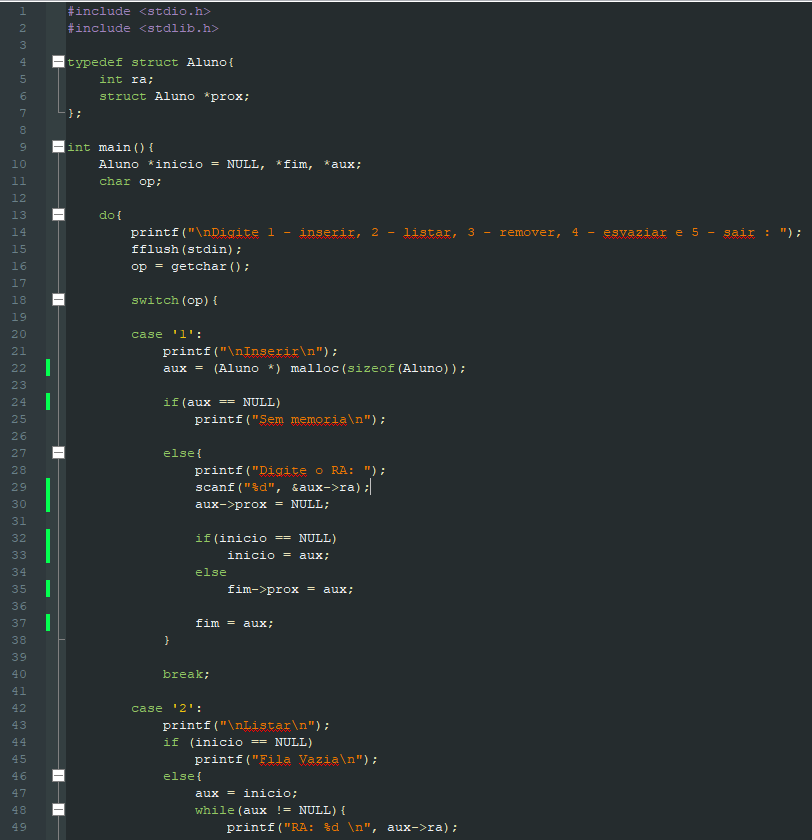 1 #include <stdio.h>
2 #include <stdlib.h>
3
4 typedef struct Aluno{
5     int ra;
6     struct Aluno *prox;
7 };
8
9 int main(){
10     Aluno *inicio = NULL, *fim, *aux;
11     char op;
12
13     do{
14         printf("\nDigite 1 - inserir, 2 - listar, 3 - remover, 4 - esvaziar e 5 - sair : ");
15         fflush(stdin);
16         op = getchar();
17
18         switch(op){
19
20         case '1':
21             printf("\nInserir\n");
22             aux = (Aluno *) malloc(sizeof(Aluno));
23
24             if(aux == NULL)
25                 printf("Sem memoria\n");
26
27             else{
28                 printf("Digite o RA: ");
29                 scanf("%d", &aux->ra);
30                 aux->prox = NULL;
31
32                 if(inicio == NULL)
33                     inicio = aux;
34                 else
35                     fim->prox = aux;
36
37                 fim = aux;
38             }
39
40             break;
41
42         case '2':
43             printf("\nListar\n");
44             if (inicio == NULL)
45                 printf("Fila Vazia\n");
46             else{
47                 aux = inicio;
48                 while(aux != NULL){
49                     printf("RA: %d \n", aux->ra);